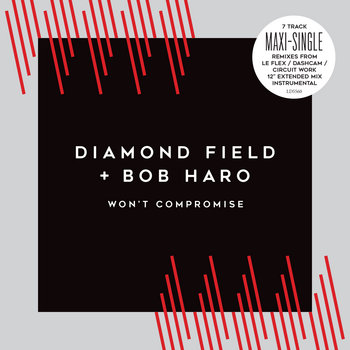 7 TRACK
MAXI-SINGLE
REMIXES FROM
LE FLEX / DASHCAM /
CIRCUIT WORK
12" EXTENDED MIX
INSTRUMENTAL
DIAMOND FIELD
+ BOB HARO
WON'T COMPROMISE